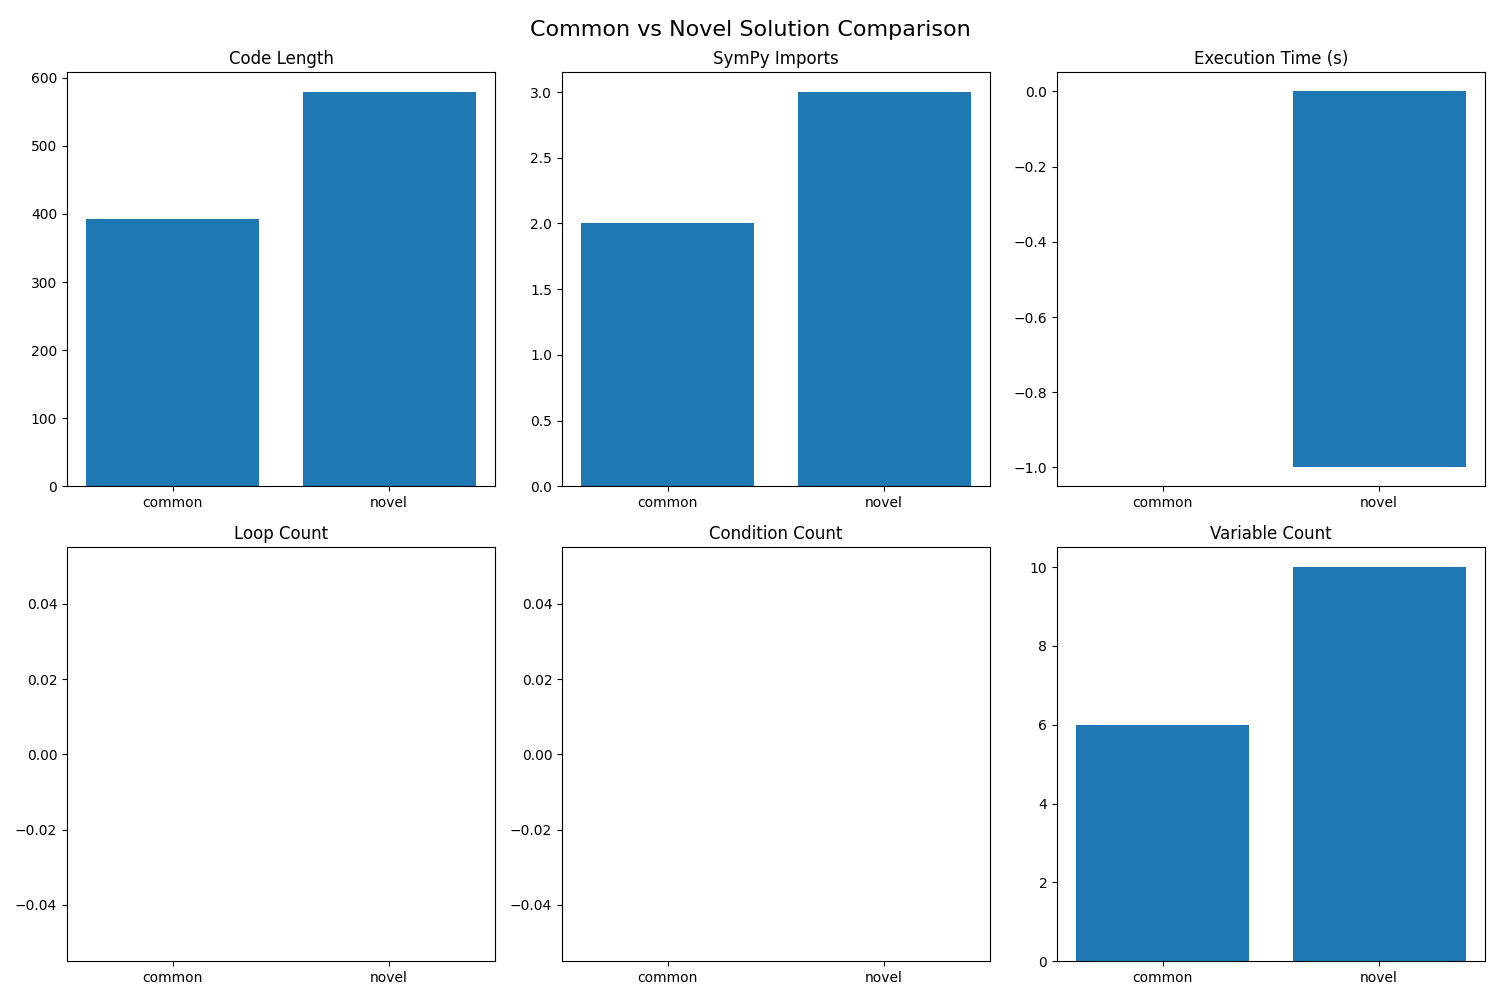 Common vs Novel Solution Comparison
Code Length
600
500
400
300
200
100
0
common novel
SymPy Imports
3.0
2.5
2.0
1.5
1.0
0.5
0.0
common novel
Execution Time (s)
0.0
−0.2
−0.4
−0.6
−0.8
−1.0
common novel
Loop Count
0.04
0.02
0.00
−0.02
−0.04
common novel
Condition Count
0.04
0.02
0.00
−0.02
−0.04
common novel
Variable Count
10
8
6
4
2
0
common novel